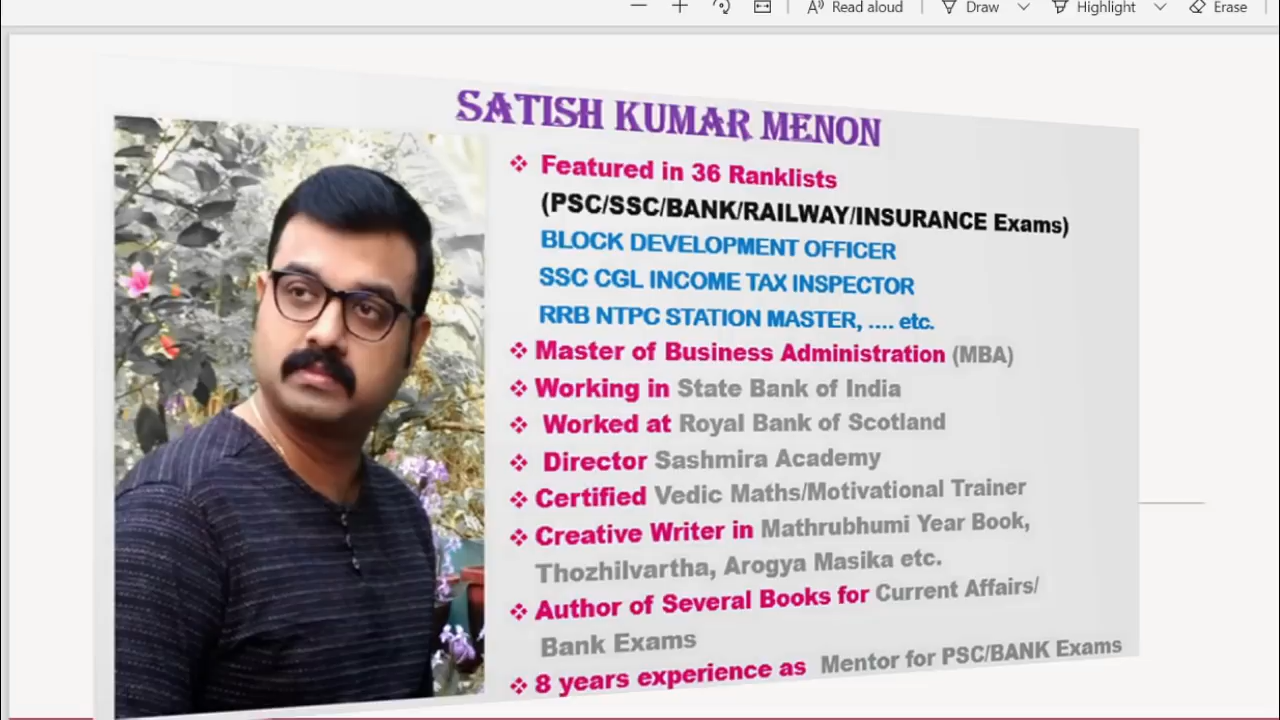 Read aloud
Draw
Highlight
Erase
SATISH KUMAR MENON
Featured in 36 Ranklists
(PSC/SSC/BANK/RAILWAY/INSURANCE Exams)
BLOCK DEVELOPMENT OFFICER
SSC CGL INCOME TAX INSPECTOR
RRB NTPC STATION MASTER, .... etc.
Master of Business Administration (MBA)
Working in State Bank of India
Worked at Royal Bank of Scotland
Director Sashmira Academy
Certified Vedic Maths/Motivational Trainer
Creative Writer in Mathrubhumi Year Book,
Thozhilvartha, Arogya Masika etc.
Author of Several Books for Current Affairs/
Bank Exams
8 years experience as Mentor for PSC/BANK Exams